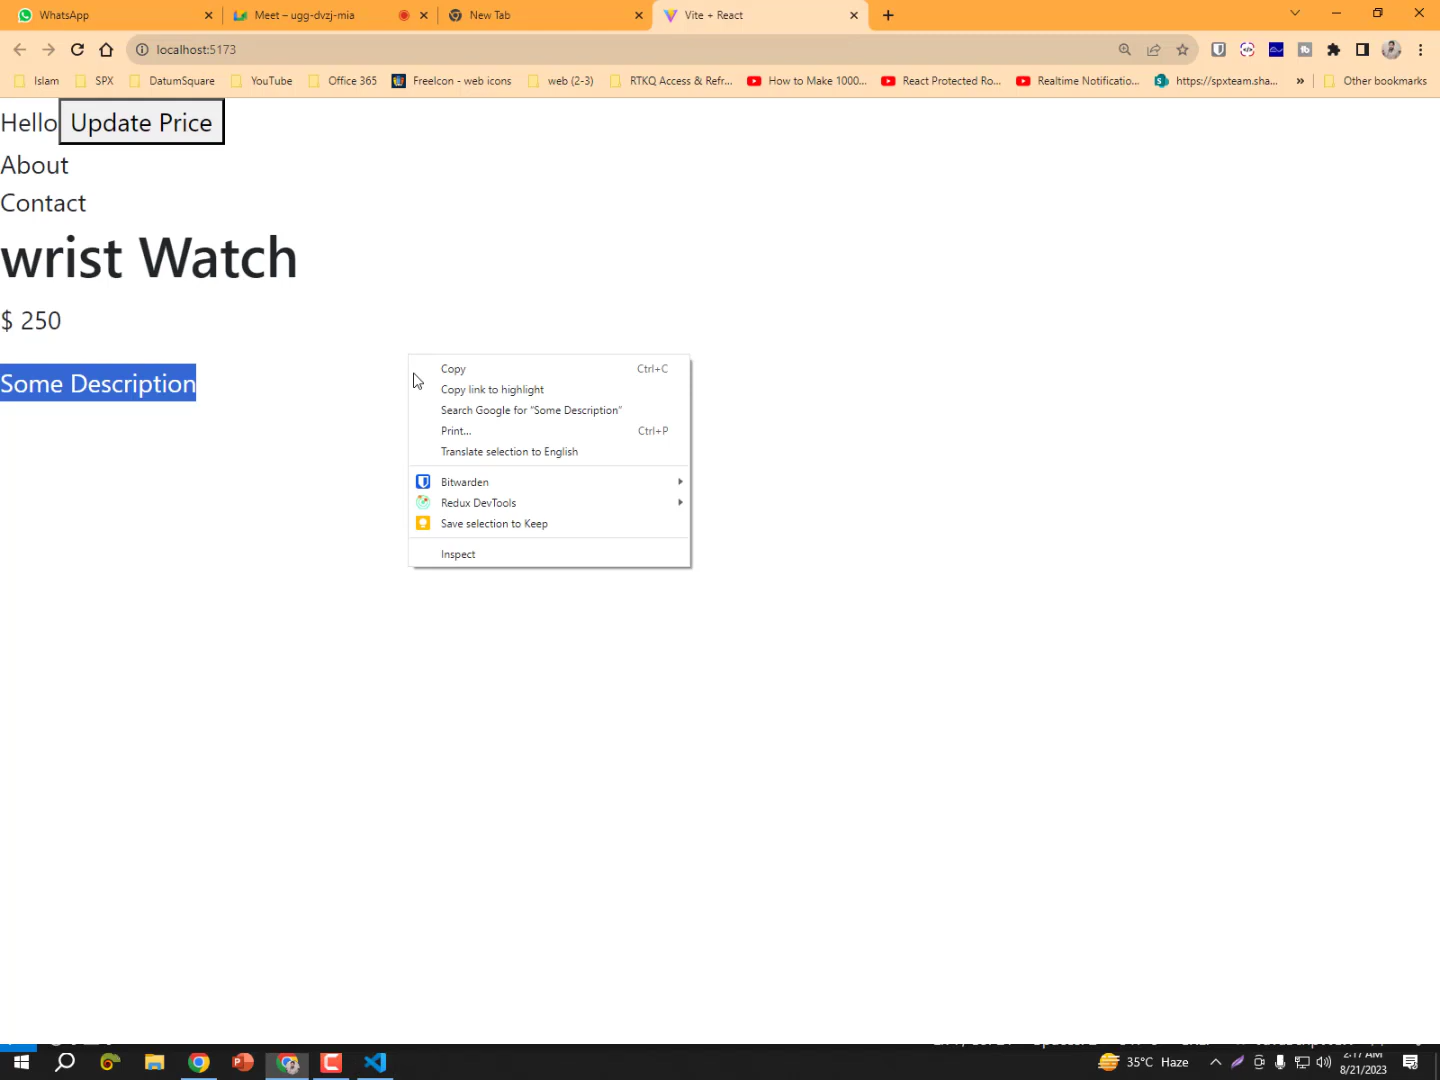 WhatsApp
Meet – ugg-dvzj-mia
New Tab
Vite + React
localhost:5173
Islam
SPX
DatumSquare
YouTube
Office 365
FreeIcon - web icons
web (2-3)
RTKQ Access & Refr...
How to Make 1000...
React Protected Ro...
Realtime Notificatio...
https://spxteam.sha...
»
Other bookmarks
Hello Update Price
About
Contact
wrist Watch
$ 250
Some Description
Copy Ctrl+C
Copy link to highlight
Search Google for “Some Description”
Print... Ctrl+P
Translate selection to English
Bitwarden
Redux DevTools
Save selection to Keep
Inspect
35°C Haze
2:17 AM
8/21/2023